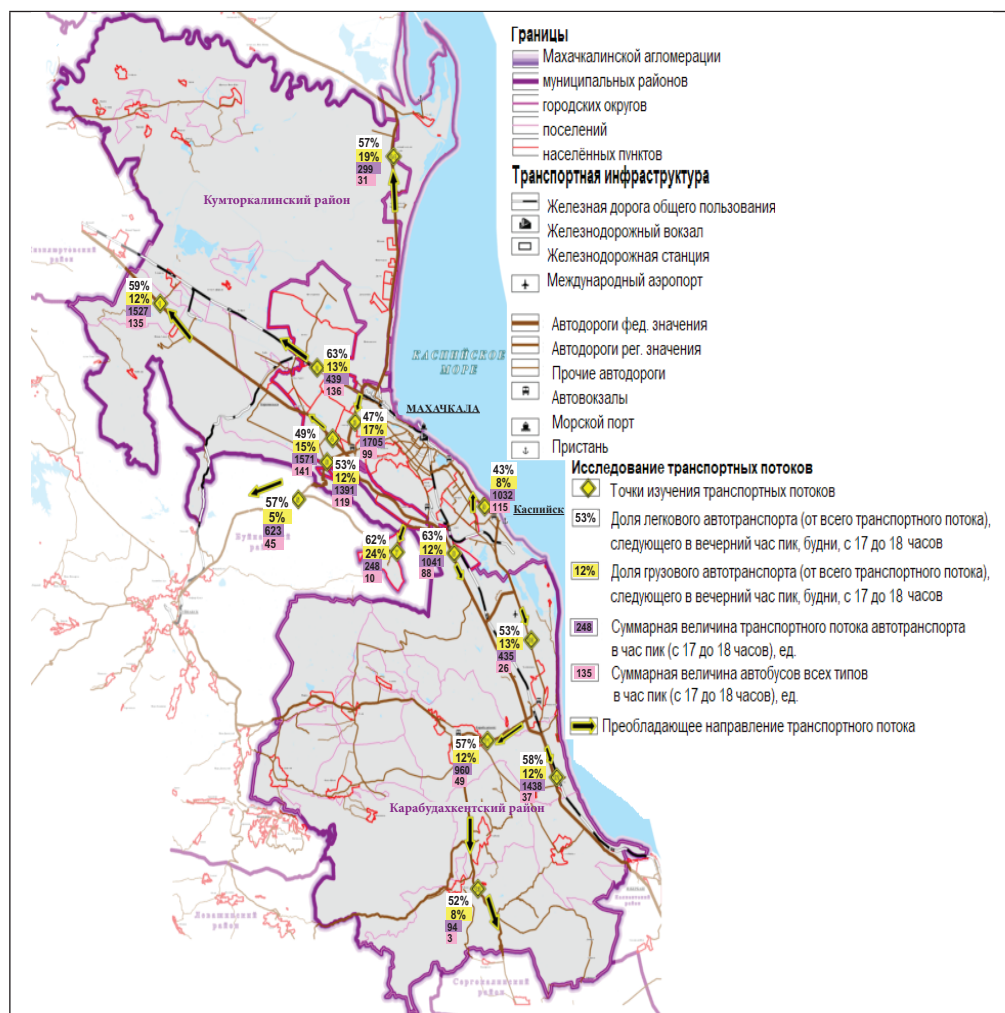 Границы
Махачкалинской агломерации
муниципальных районов
городских округов
поселений
населённых пунктов
Транспортная инфраструктура
Железная дорога общего пользования
Железнодорожный вокзал
Железнодорожная станция
Международный аэропорт
Автодороги фед. значения
Автодороги рег. значения
Прочие автодороги
Автовокзалы
Морской порт
Пристань
Исследование транспортных потоков
Точки изучения транспортных потоков
53%
Доля легкового автотранспорта (от всего транспортного потока),
следующего в вечерний час пик, будни, с 17 до 18 часов
12%
Доля грузового автотранспорта (от всего транспортного потока),
следующего в вечерний час пик, будни, с 17 до 18 часов
248
Суммарная величина транспортного потока автотранспорта
в час пик (с 17 до 18 часов), ед.
135
Суммарная величина автобусов всех типов
в час пик (с 17 до 18 часов), ед.
Преобладающее направление транспортного потока
57%
19%
299
31
Кумторкалинский район
59%
12%
1527
135
63%
13%
439
136
КАСПИЙСКОЕ
МОРЕ
МАХАЧКАЛА
47%
17%
1705
99
49%
15%
1571
141
53%
12%
1391
119
43%
8%
1032
115
Каспийск
57%
5%
623
45
62%
24%
248
10
63%
12%
1041
88
53%
13%
435
26
57%
12%
960
49
58%
12%
1438
37
Карабудахкентский район
52%
8%
94
3
район
Левашинский
район
Сергокалинский
район